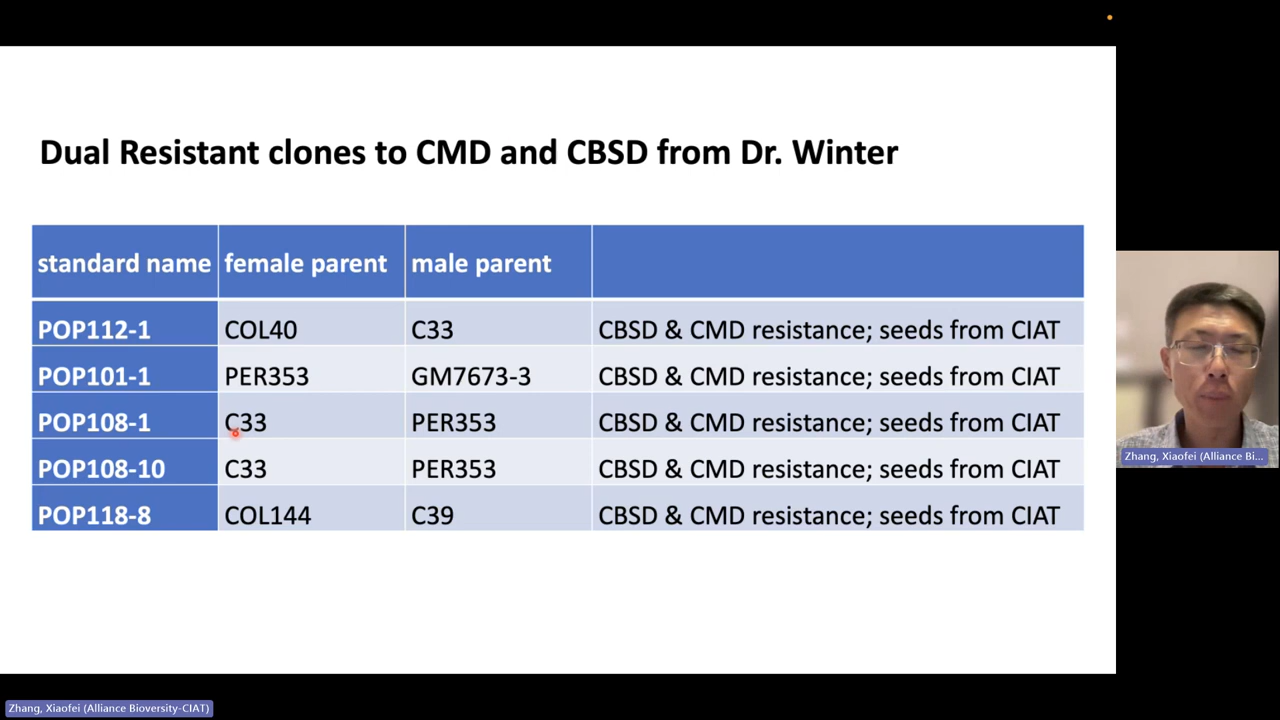 Dual Resistant clones to CMD and CBSD from Dr. Winter
standard name female parent male parent
POP112-1 COL40 C33 CBSD & CMD resistance; seeds from CIAT
POP101-1 PER353 GM7673-3 CBSD & CMD resistance; seeds from CIAT
POP108-1 C33 PER353 CBSD & CMD resistance; seeds from CIAT
POP108-10 C33 PER353 CBSD & CMD resistance; seeds from CIAT
POP118-8 COL144 C39 CBSD & CMD resistance; seeds from CIAT
Zhang, Xiaofei (Alliance Bi...
Zhang, Xiaofei (Alliance Bioversity-CIAT)